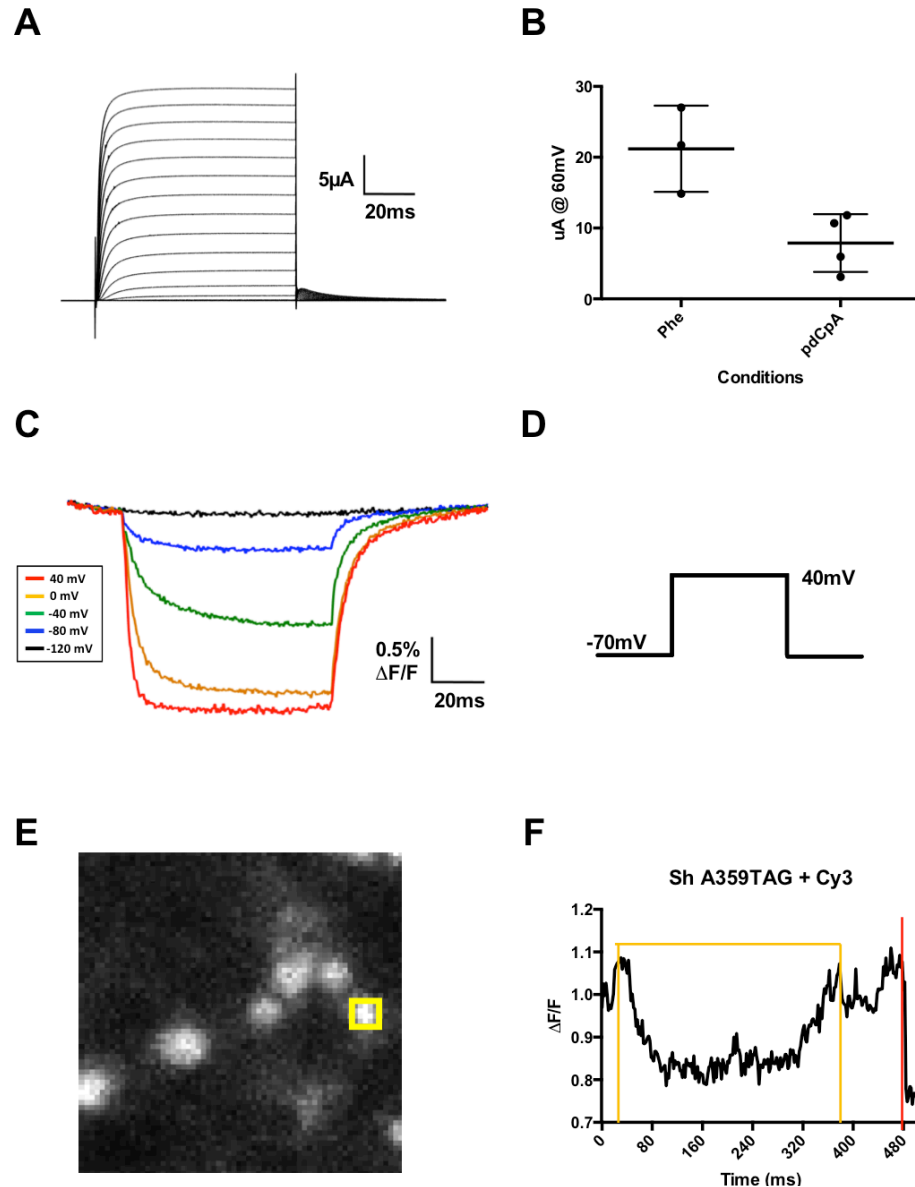 A
5µA
20ms
B
30
20
10
0
uA @ 60mV
Phe
pdCpA
Conditions
C
40 mV
0 mV
-40 mV
-80 mV
-120 mV
0.5%
ΔF/F
20ms
D
-70mV
40mV
E
F
Sh A359TAG + Cy3
1.2
1.1
1.0
0.9
0.8
0.7
ΔF/F
0 80 160 240 320 400 480
Time (ms)